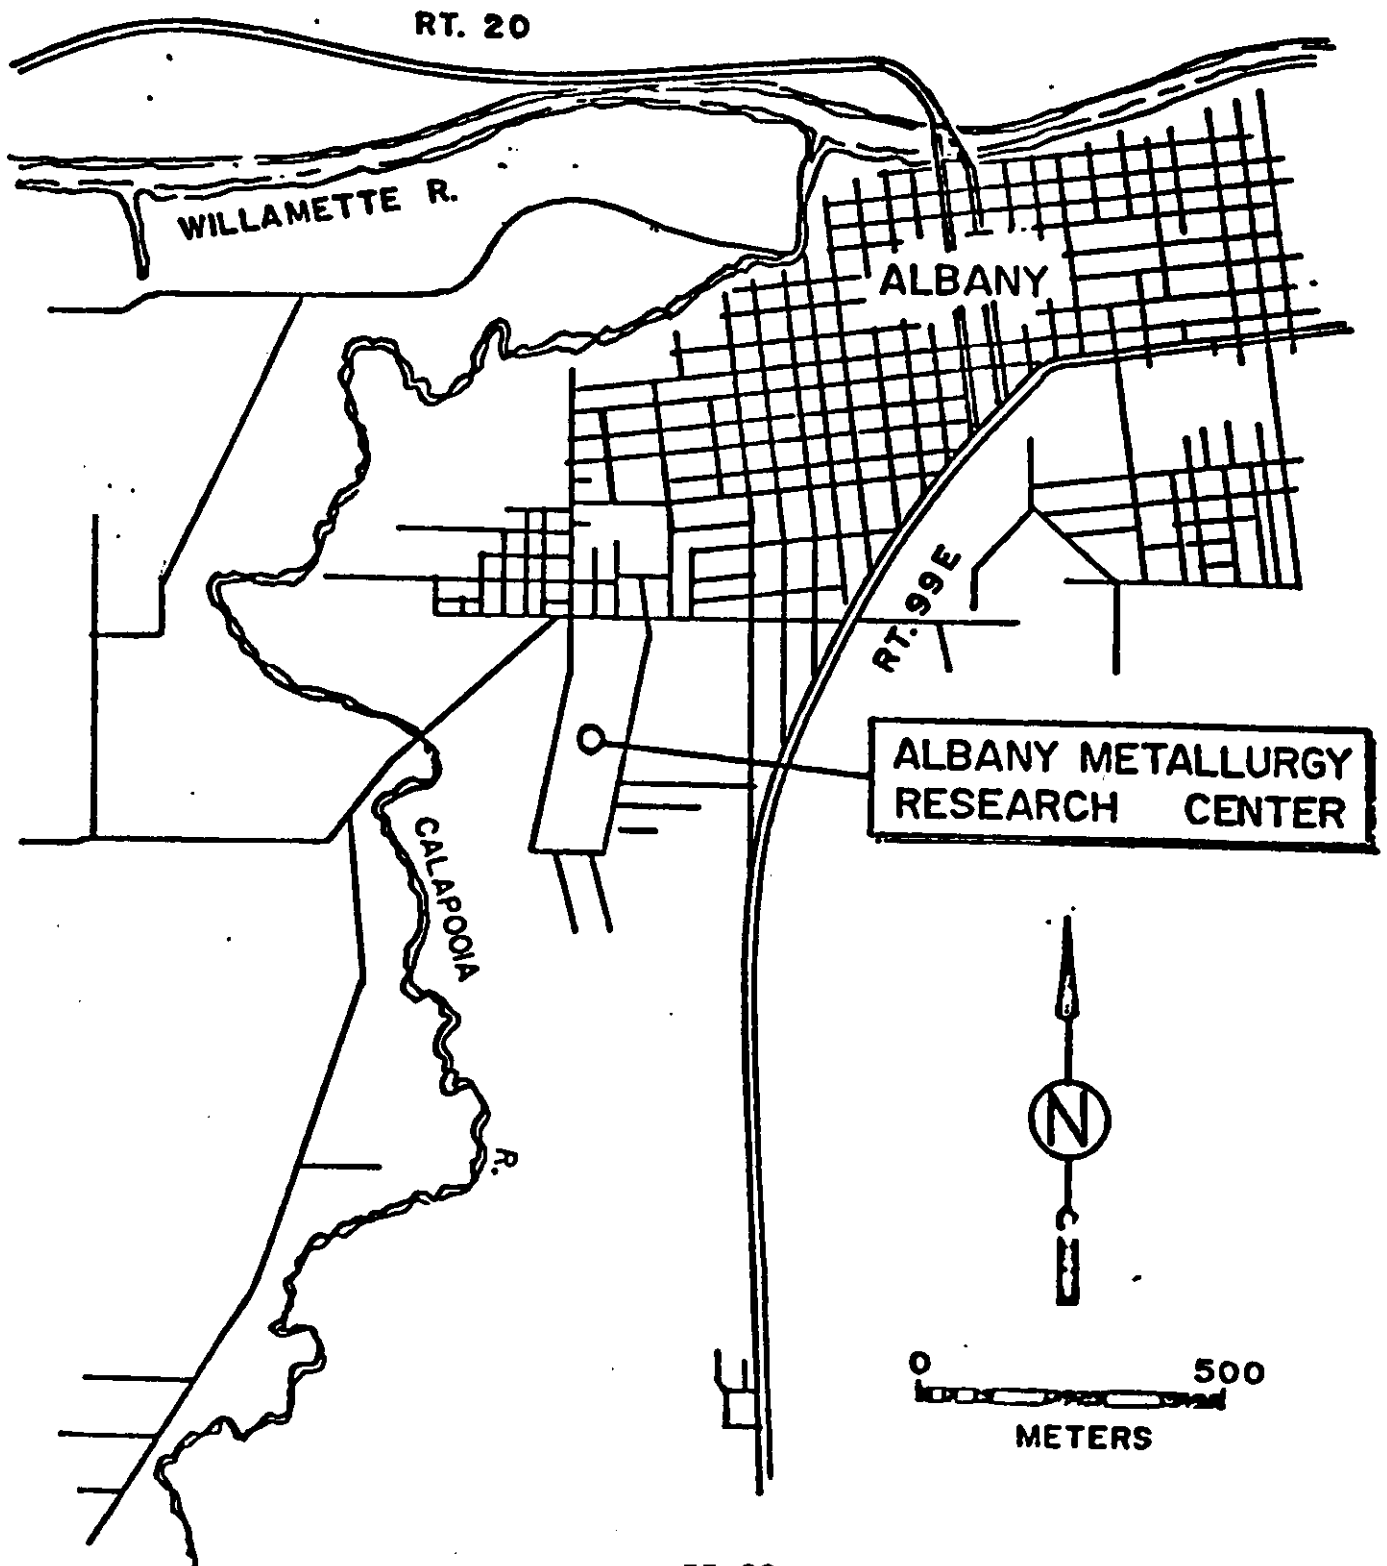 RT. 20
WILLAMETTE R.
ALBANY
RT. 99E
ALBANY METALLURGY
RESEARCH CENTER
CALAPOOIA
R.
N
0 500
METERS